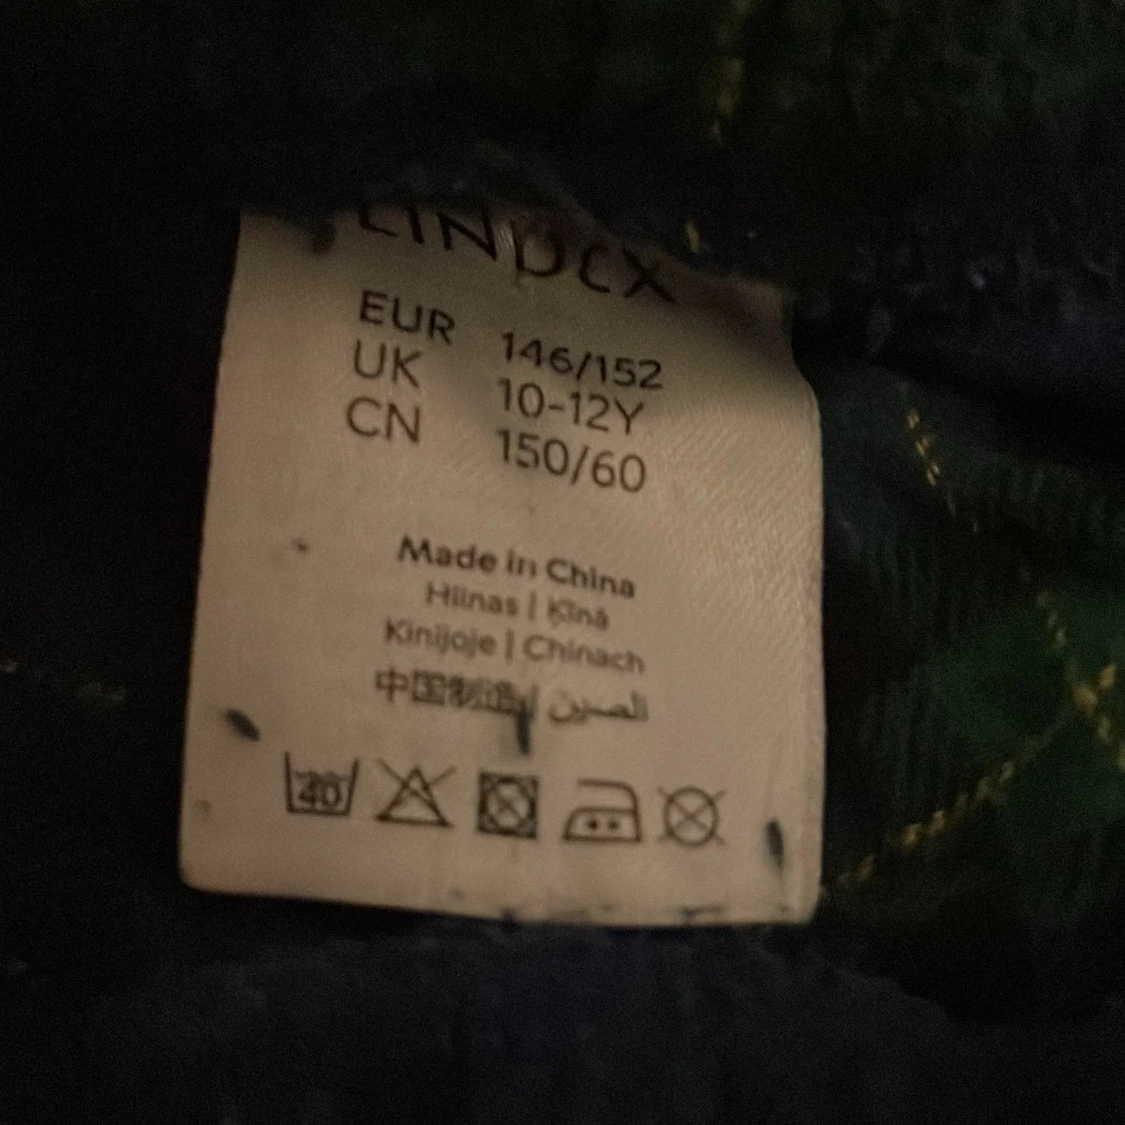 LINDEX
EUR 146/152
UK 10-12Y
CN 150/60
Made in China
Hiinas | Ķīnā
Kinijoje | Chinach
中国制造 | الصين
40